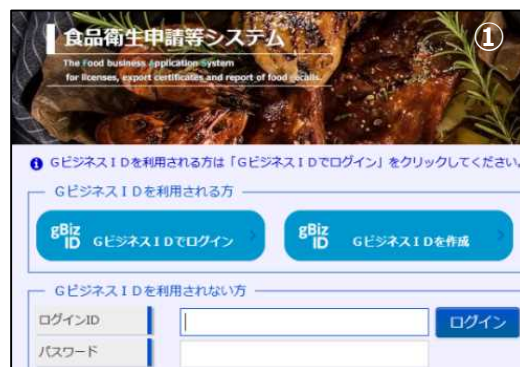 食品衛生申請等システム
①
The Food business Application System
for licenses, export certificates and report of food recalls.
GビジネスIDを利用される方は「GビジネスIDでログイン」をクリックしてください。
GビジネスIDを利用される方
gBiz ID GビジネスIDでログイン
gBiz ID GビジネスIDを作成
GビジネスIDを利用されない方
ログインID
ログイン
パスワード